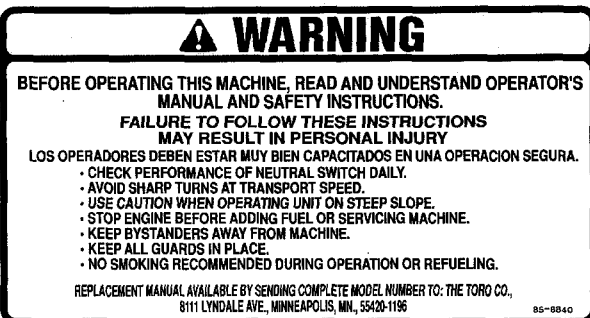 WARNING
BEFORE OPERATING THIS MACHINE, READ AND UNDERSTAND OPERATOR'S
MANUAL AND SAFETY INSTRUCTIONS.
FAILURE TO FOLLOW THESE INSTRUCTIONS
MAY RESULT IN PERSONAL INJURY
LOS OPERADORES DEBEN ESTAR MUY BIEN CAPACITADOS EN UNA OPERACION SEGURA.
• CHECK PERFORMANCE OF NEUTRAL SWITCH DAILY.
• AVOID SHARP TURNS AT TRANSPORT SPEED.
• USE CAUTION WHEN OPERATING UNIT ON STEEP SLOPE.
• STOP ENGINE BEFORE ADDING FUEL OR SERVICING MACHINE.
• KEEP BYSTANDERS AWAY FROM MACHINE.
• KEEP ALL GUARDS IN PLACE.
• NO SMOKING RECOMMENDED DURING OPERATION OR REFUELING.
REPLACEMENT MANUAL AVAILABLE BY SENDING COMPLETE MODEL NUMBER TO: THE TORO CO.,
8111 LYNDALE AVE., MINNEAPOLIS, MN., 55420-1196
85-8840